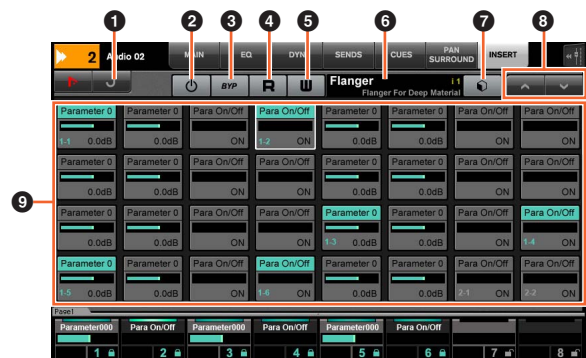 1 2 3 4 5 6 7 8
2 Audio 02 MAIN EQ DYN SENDS CUES PAN SURROUND INSERT
BYP R W Flanger i 1
Flanger For Deep Material
Parameter 0 Parameter 0 Para On/Off Para On/Off Parameter 0 Parameter 0 Para On/Off Para On/Off
1-1 0.0dB 0.0dB ON 1-2 ON 0.0dB 0.0dB ON ON
Parameter 0 Parameter 0 Para On/Off Para On/Off Parameter 0 Parameter 0 Para On/Off Para On/Off
0.0dB 0.0dB ON ON 0.0dB 0.0dB ON ON
9
Parameter 0 Parameter 0 Para On/Off Para On/Off Parameter 0 Parameter 0 Para On/Off Para On/Off
0.0dB 0.0dB ON ON 1-3 0.0dB 0.0dB ON 1-4 ON
Parameter 0 Parameter 0 Para On/Off Para On/Off Parameter 0 Parameter 0 Para On/Off Para On/Off
1-5 0.0dB 0.0dB ON 1-6 ON 0.0dB 0.0dB 2-1 ON 2-2 ON
Page1
Parameter000 Para On/Off Parameter000 Para On/Off Parameter000 Para On/Off
1 2 3 4 5 6 7 8